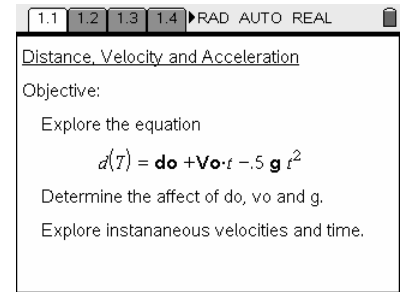 1.1 1.2 1.3 1.4 RAD AUTO REAL
Distance, Velocity and Acceleration
Objective:
Explore the equation
d(T) = do +Vo·t −.5 g t²
Determine the affect of do, vo and g.
Explore instananeous velocities and time.